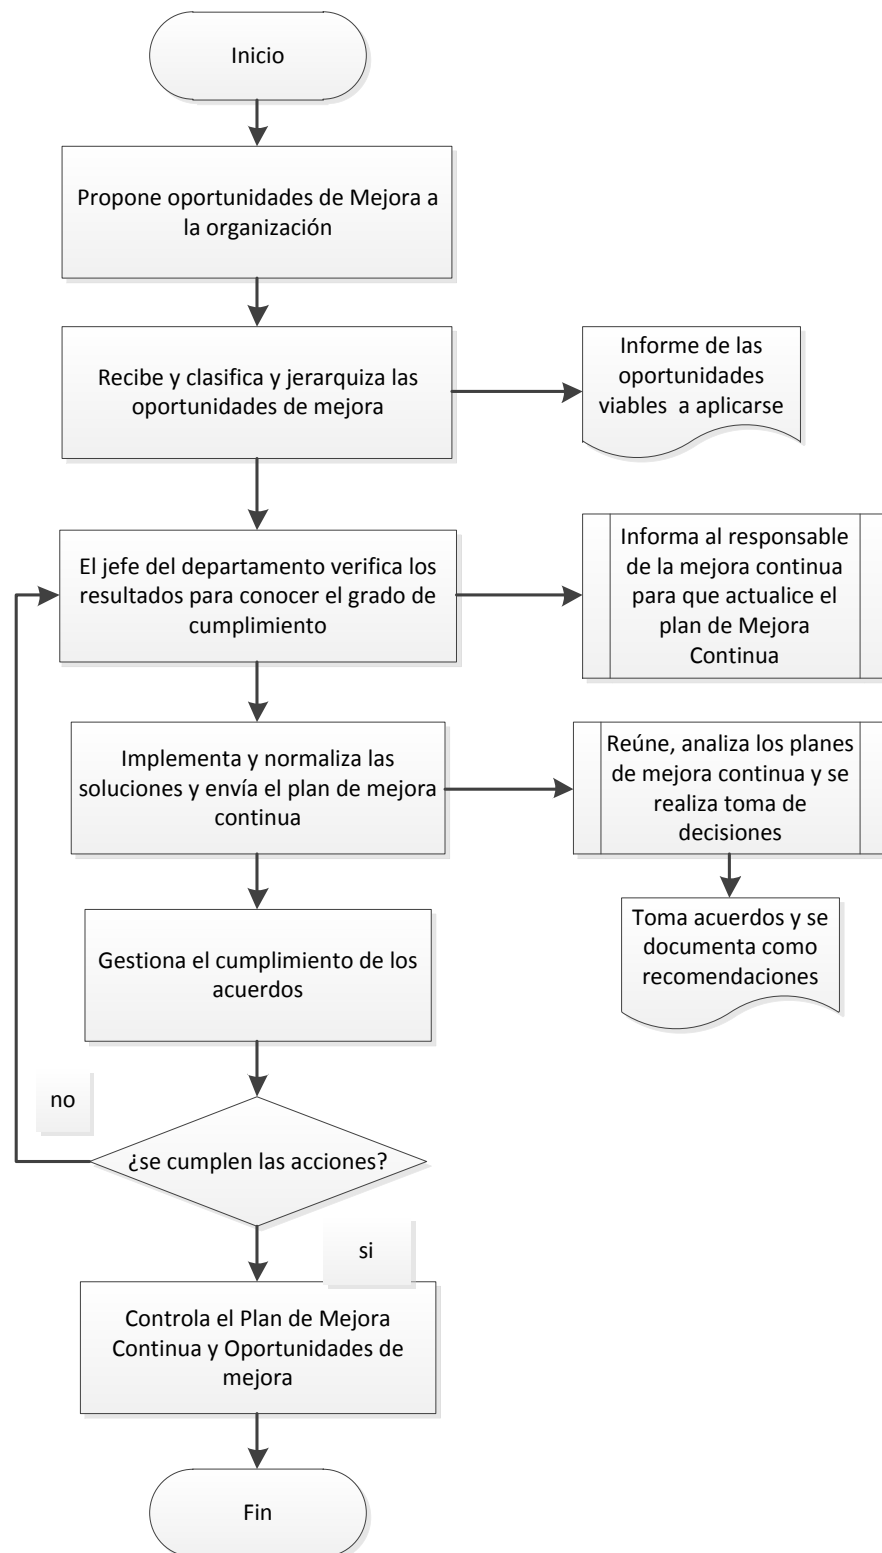 Inicio
Propone oportunidades de Mejora a
la organización
Recibe y clasifica y jerarquiza las
oportunidades de mejora
Informe de las
oportunidades
viables a aplicarse
El jefe del departamento verifica los
resultados para conocer el grado de
cumplimiento
Informa al responsable
de la mejora continua
para que actualice el
plan de Mejora
Continua
Implementa y normaliza las
soluciones y envía el plan de mejora
continua
Reúne, analiza los planes
de mejora continua y se
realiza toma de
decisiones
Toma acuerdos y se
documenta como
recomendaciones
Gestiona el cumplimiento de los
acuerdos
no
¿se cumplen las acciones?
si
Controla el Plan de Mejora
Continua y Oportunidades de
mejora
Fin